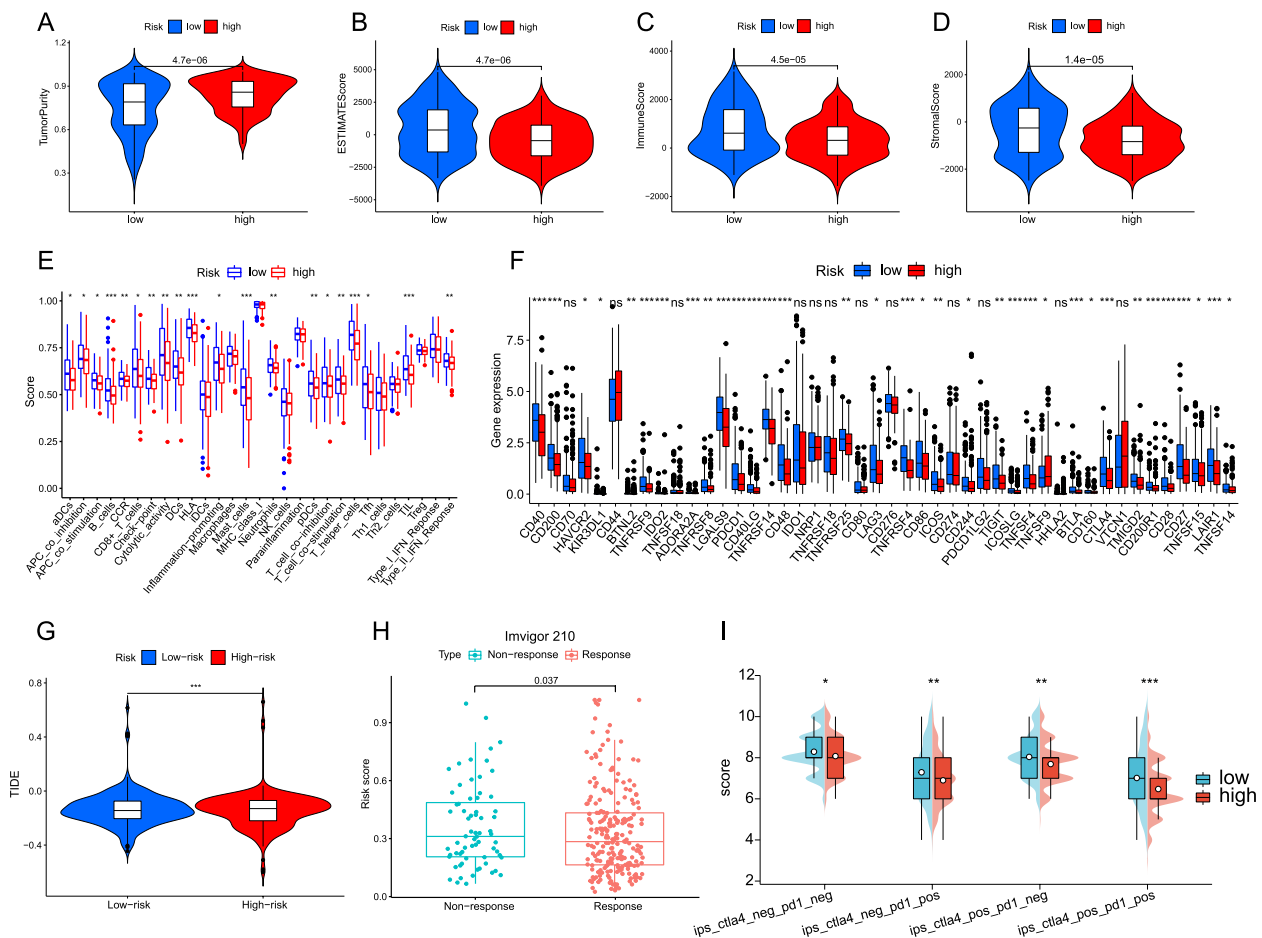 A
Risk low high
4.7e-06
TumorPurity
1.2
0.9
0.6
0.3
low
high
B
Risk low high
4.7e-06
ESTIMATEScore
5000
2500
0
-2500
-5000
low
high
C
Risk low high
4.5e-05
ImmuneScore
4000
2000
0
-2000
low
high
D
Risk low high
1.4e-05
StromalScore
2000
0
-2000
low
high
E
Risk low high
Score
1.00
0.75
0.50
0.25
0.00
aDCs
APC_co_inhibition
APC_co_stimulation
B_cells
CCR
CD8+_T_cells
Check-point
Cytolytic_activity
DCs
HLA
iDCs
Inflammation-promoting
Macrophages
Mast_cells
MHC_class_I
Neutrophils
NK_cells
Parainflammation
pDCs
T_cell_co-inhibition
T_cell_co-stimulation
T_helper_cells
Tfh
Th1_cells
Th2_cells
TIL
Treg
Type_I_IFN_Reponse
Type_II_IFN_Reponse
F
Risk low high
Gene expression
7.5
5.0
2.5
0.0
CD40
CD200
CD70
HAVCR2
KIR3DL1
CD44
BTNL2
TNFRSF9
IDO2
TNFSF18
ADORA2A
TNFRSF8
LGALS9
PDCD1
CD40LG
TNFRSF14
CD48
IDO1
NRP1
TNFRSF18
TNFRSF25
CD80
LAG3
CD276
TNFRSF4
CD86
ICOS
CD274
CD244
PDCD1LG2
TIGIT
ICOSLG
TNFSF4
TNFSF9
HHLA2
BTLA
CD160
CTLA4
VTCN1
TMIGD2
CD200R1
CD28
CD27
TNFSF15
LAIR1
TNFSF14
G
Risk Low-risk High-risk
***
TIDE
0.8
0.4
0.0
-0.4
Low-risk
High-risk
H
Imvigor 210
Type Non-response Response
0.037
Risk score
0.9
0.6
0.3
0.0
Non-response
Response
I
* ** ** ***
score
12
10
8
6
4
2
low
high
ips_ctla4_neg_pd1_neg
ips_ctla4_neg_pd1_pos
ips_ctla4_pos_pd1_neg
ips_ctla4_pos_pd1_pos